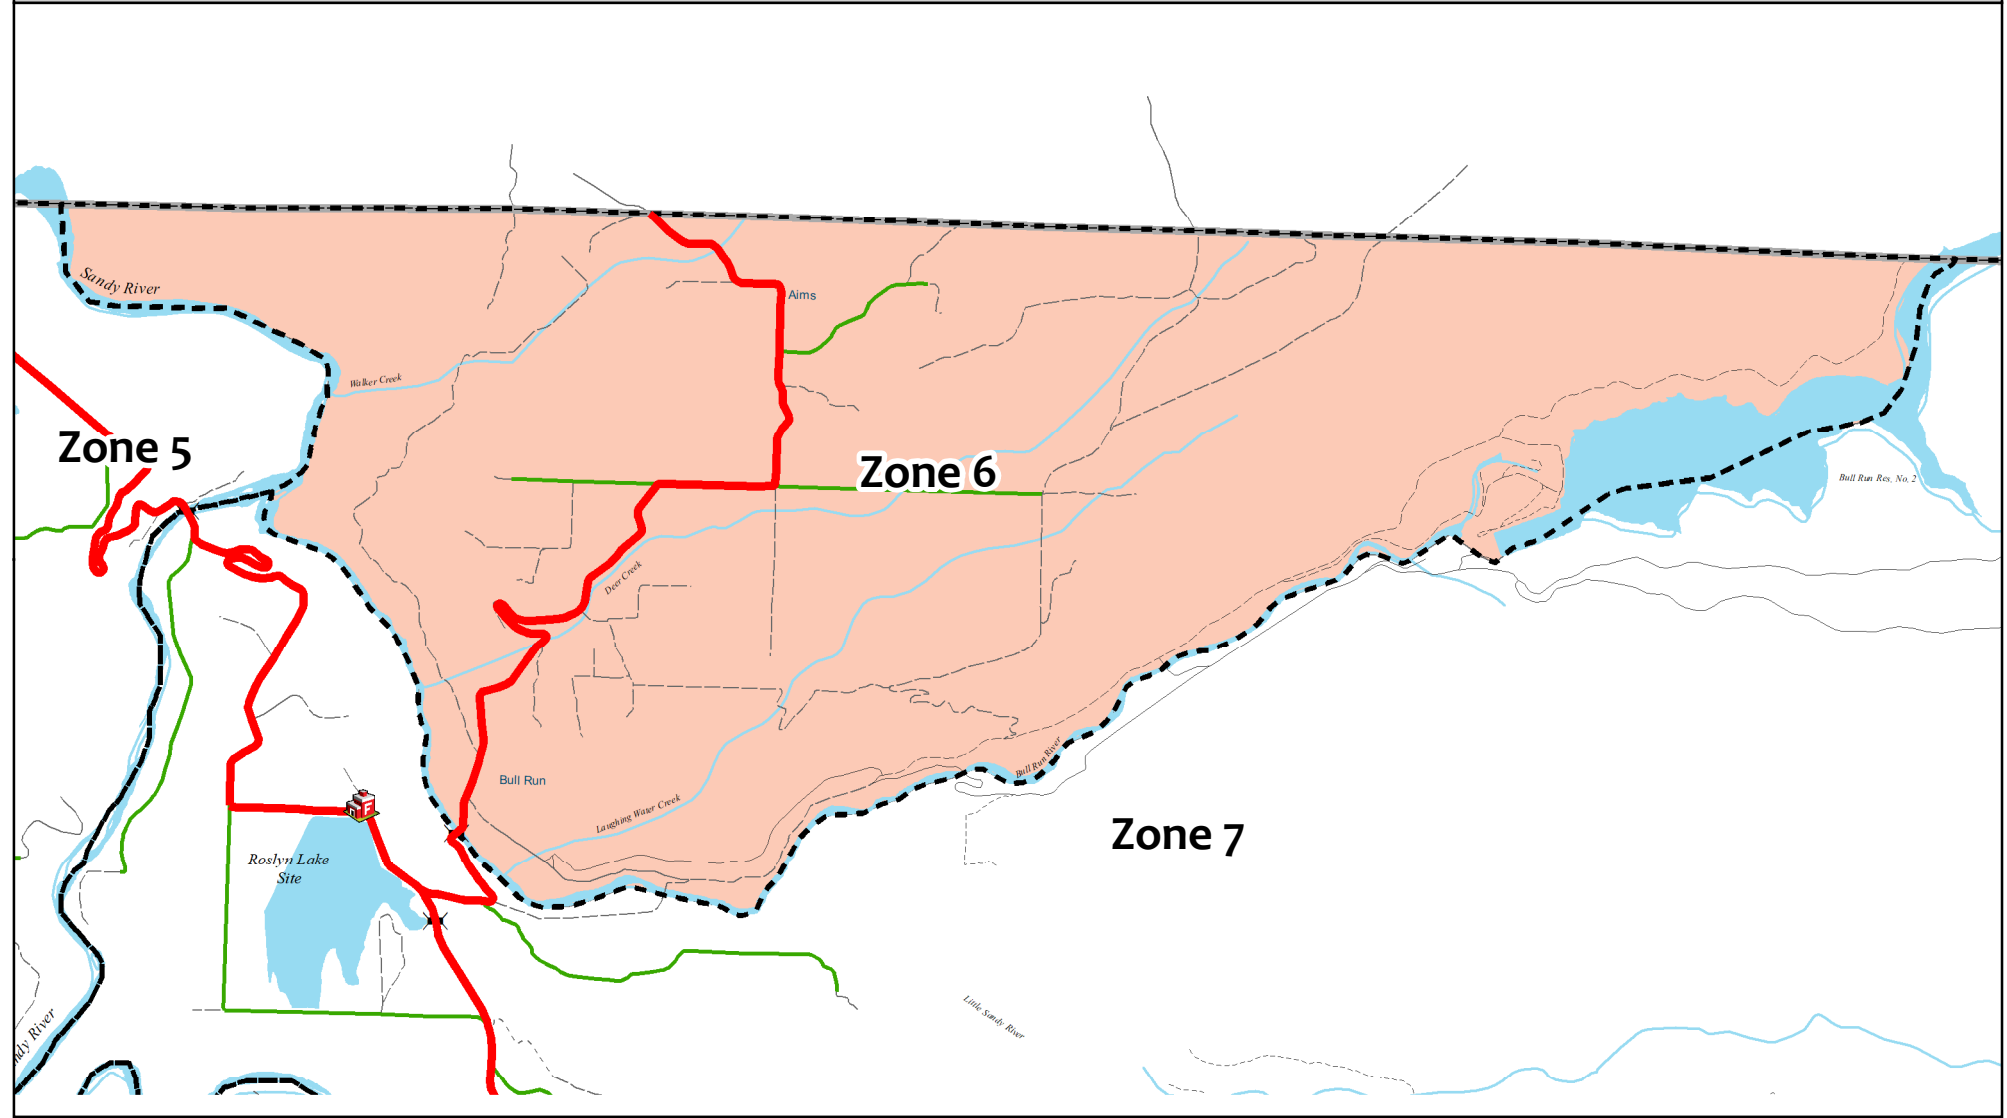 Sandy River
Aims
Walker Creek
Zone 5
Zone 6
Bull Run Res, No. 2
Deer Creek
Bull Run River
Bull Run
Laughing Water Creek
Zone 7
F
Roslyn Lake
Site
Little Sandy River
ndy River